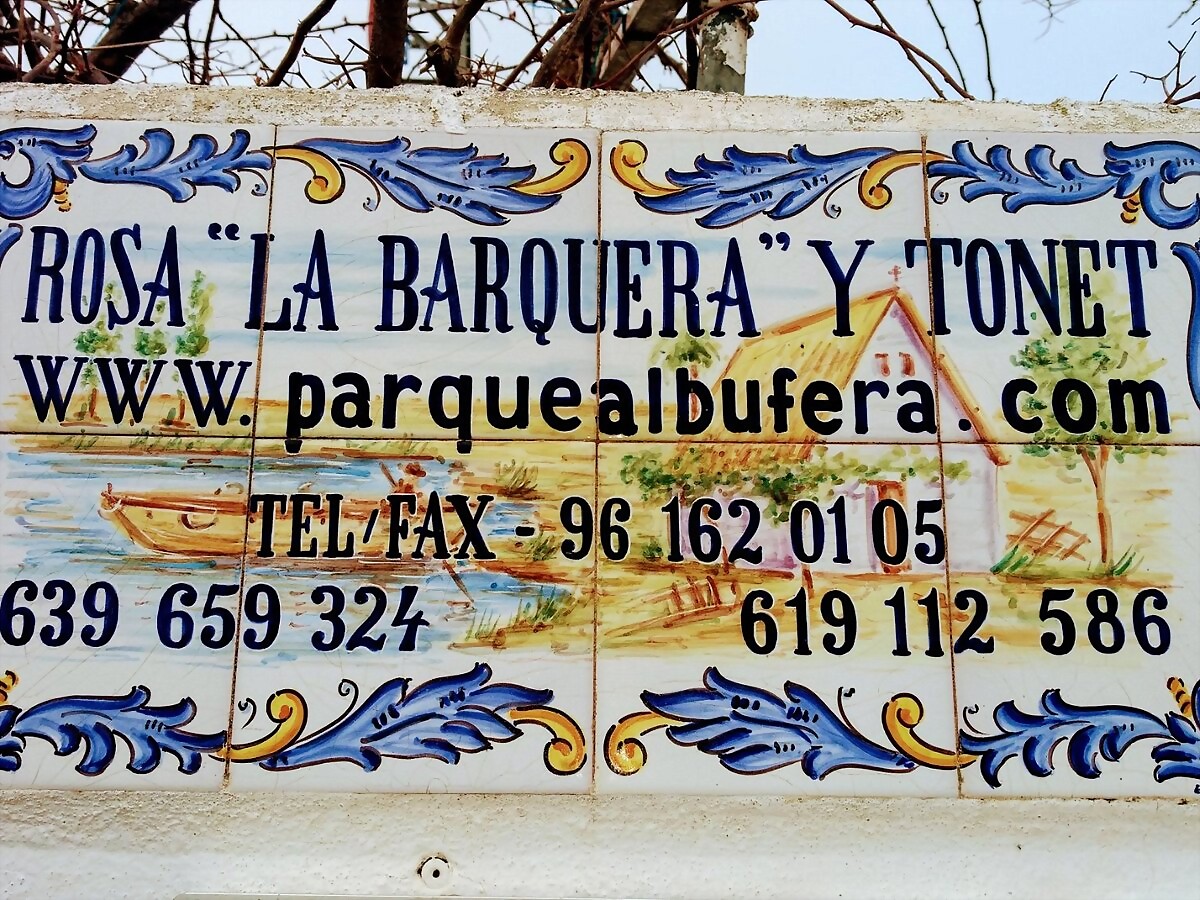 ROSA "LA BARQUERA" Y TONET
WWW. parquealbufera. com
TEL/FAX - 96 162 01 05
639 659 324 619 112 586